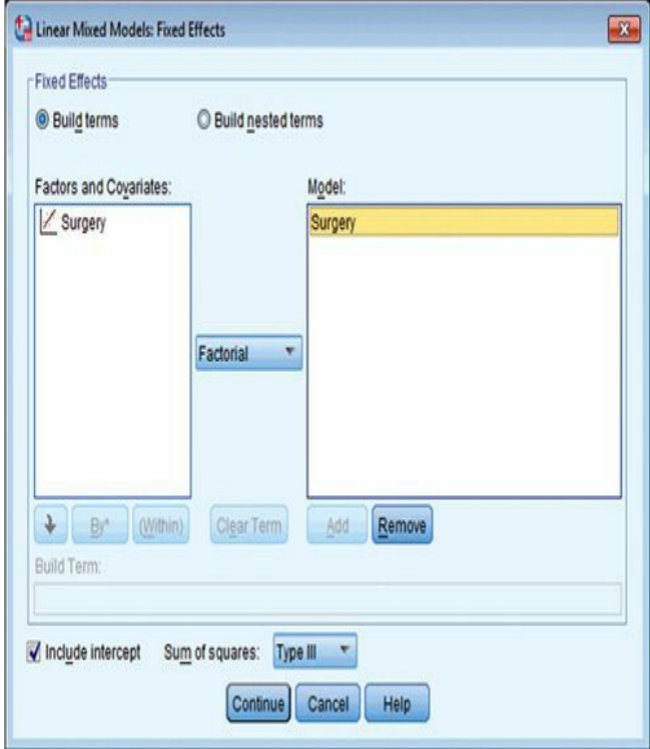 Linear Mixed Models: Fixed Effects
Fixed Effects
Build terms
Build nested terms
Factors and Covariates:
Model:
Surgery
Surgery
Factorial
By*
(Within)
Clear Term
Add
Remove
Build Term:
Include intercept
Sum of squares:
Type III
Continue
Cancel
Help